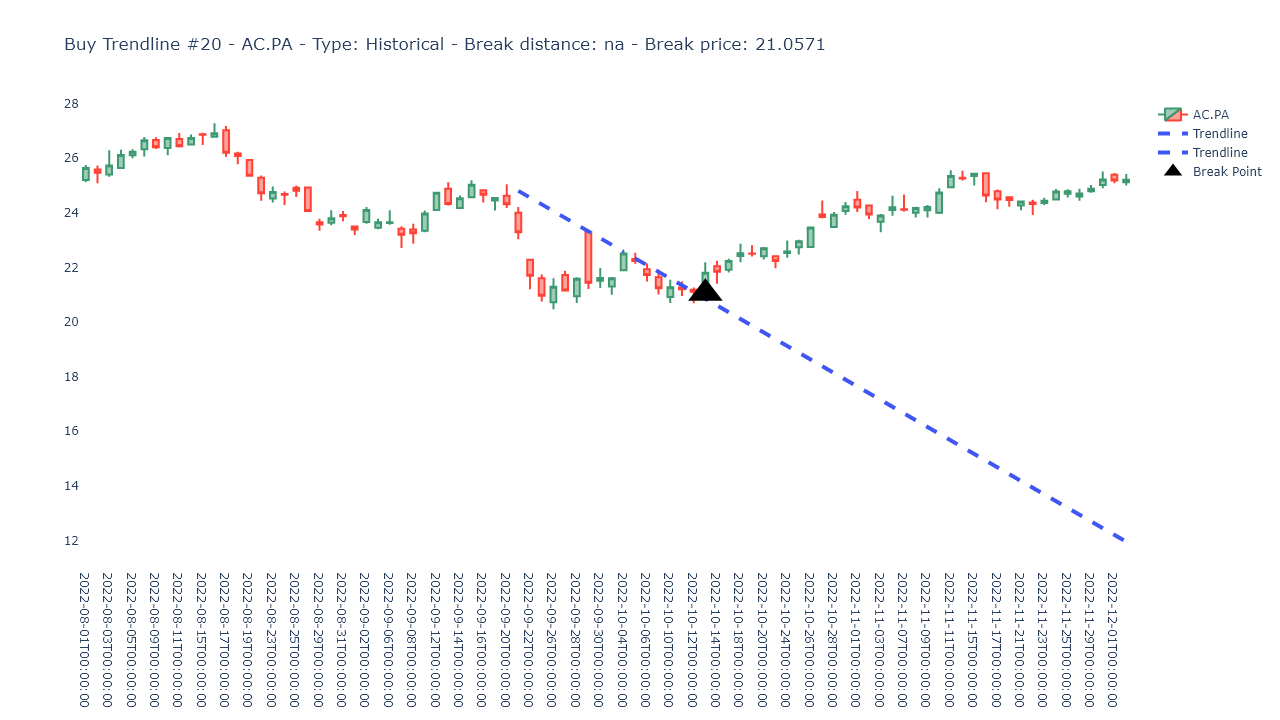 Buy Trendline #20 - AC.PA - Type: Historical - Break distance: na - Break price: 21.0571
28
26
24
22
20
18
16
14
12
AC.PA
Trendline
Trendline
Break Point
2022-08-01T00:00:00
2022-08-03T00:00:00
2022-08-05T00:00:00
2022-08-09T00:00:00
2022-08-11T00:00:00
2022-08-15T00:00:00
2022-08-17T00:00:00
2022-08-19T00:00:00
2022-08-23T00:00:00
2022-08-25T00:00:00
2022-08-29T00:00:00
2022-08-31T00:00:00
2022-09-02T00:00:00
2022-09-06T00:00:00
2022-09-08T00:00:00
2022-09-12T00:00:00
2022-09-14T00:00:00
2022-09-16T00:00:00
2022-09-20T00:00:00
2022-09-22T00:00:00
2022-09-26T00:00:00
2022-09-28T00:00:00
2022-09-30T00:00:00
2022-10-04T00:00:00
2022-10-06T00:00:00
2022-10-10T00:00:00
2022-10-12T00:00:00
2022-10-14T00:00:00
2022-10-18T00:00:00
2022-10-20T00:00:00
2022-10-24T00:00:00
2022-10-26T00:00:00
2022-10-28T00:00:00
2022-11-01T00:00:00
2022-11-03T00:00:00
2022-11-07T00:00:00
2022-11-09T00:00:00
2022-11-11T00:00:00
2022-11-15T00:00:00
2022-11-17T00:00:00
2022-11-21T00:00:00
2022-11-23T00:00:00
2022-11-25T00:00:00
2022-11-29T00:00:00
2022-12-01T00:00:00